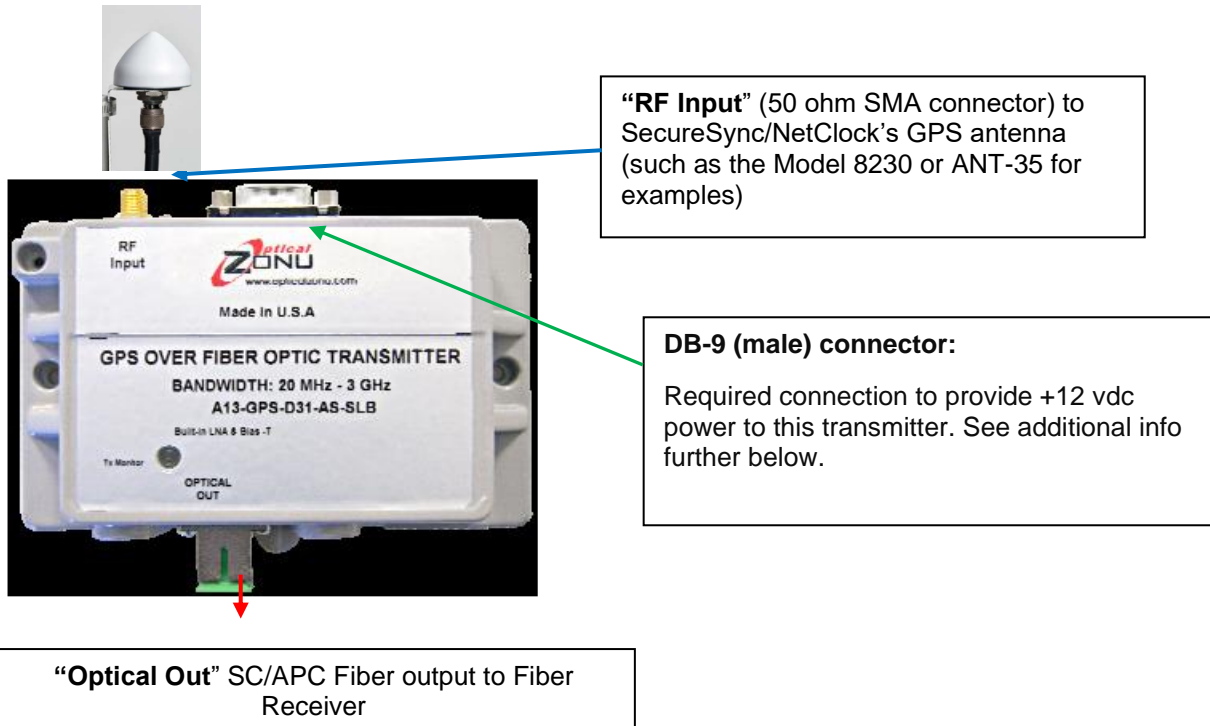 “RF Input” (50 ohm SMA connector) to
SecureSync/NetClock’s GPS antenna
(such as the Model 8230 or ANT-35 for
examples)
RF
Input
Optical
ZONU
www.opticalzonu.com
Made In U.S.A
GPS OVER FIBER OPTIC TRANSMITTER
BANDWIDTH: 20 MHz - 3 GHz
A13-GPS-D31-AS-SLB
Built-in LNA & Bias -T
Tx Monitor
OPTICAL
OUT
DB-9 (male) connector:
Required connection to provide +12 vdc
power to this transmitter. See additional info
further below.
“Optical Out” SC/APC Fiber output to Fiber
Receiver